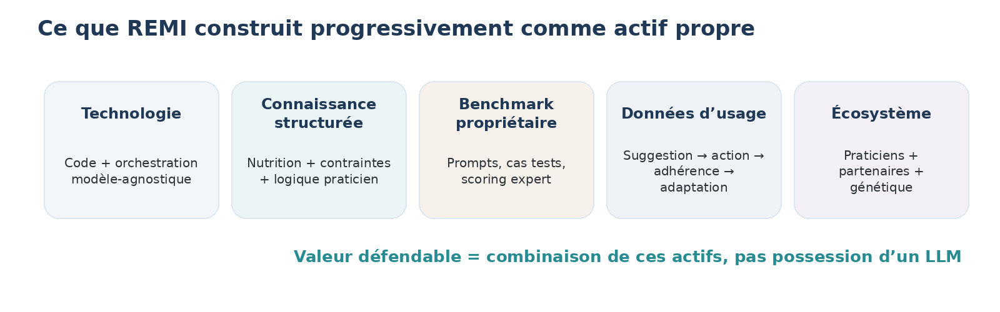 Ce que REMI construit progressivement comme actif propre
Technologie
Code + orchestration
modèle-agnostique
Connaissance
structurée
Nutrition + contraintes
+ logique praticien
Benchmark
propriétaire
Prompts, cas tests,
scoring expert
Données d’usage
Suggestion → action →
adhérence →
adaptation
Écosystème
Praticiens +
partenaires +
génétique
Valeur défendable = combinaison de ces actifs, pas possession d’un LLM